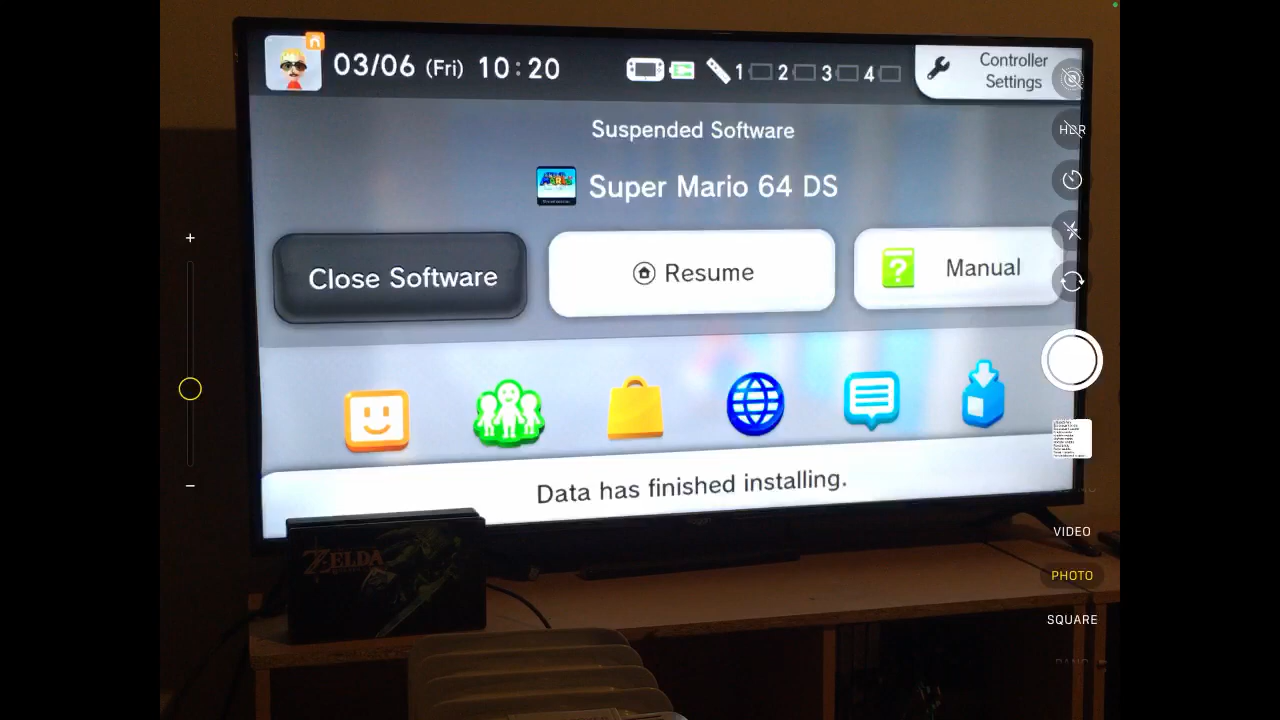 03/06 (Fri) 10:20
1 2 3 4
Controller
Settings
Suspended Software
Super Mario 64 DS
Close Software
Resume
? Manual
Data has finished installing.
ZELDA
HDR
VIDEO
PHOTO
SQUARE